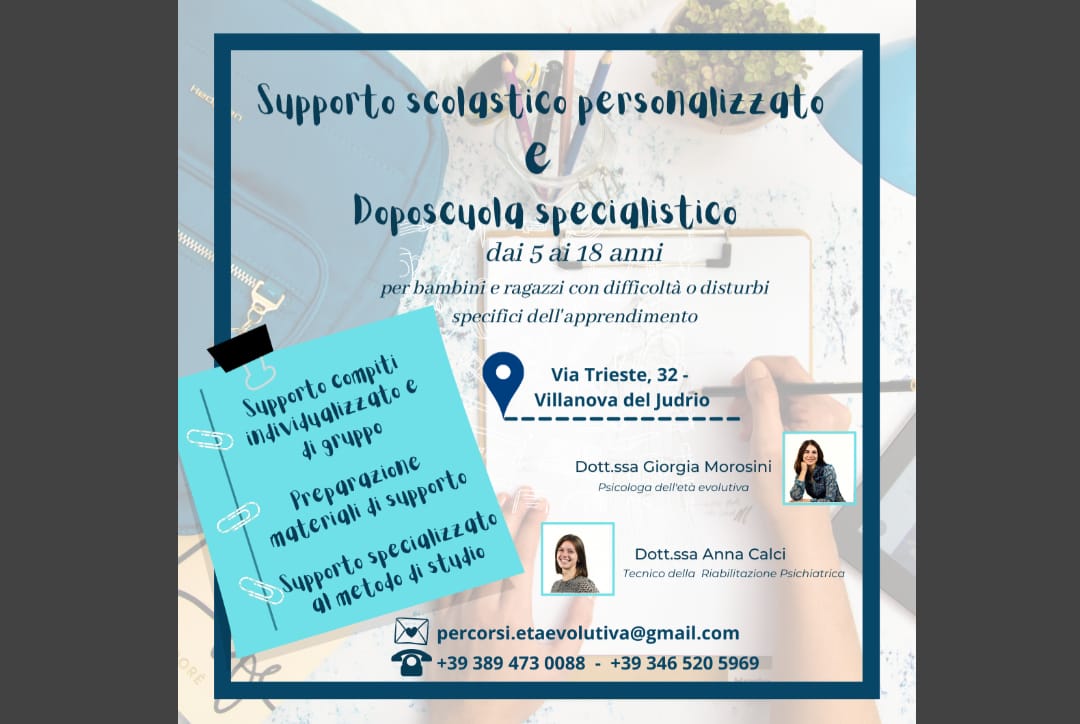 Supporto scolastico personalizzato
e
Doposcuola specialistico
dai 5 ai 18 anni
per bambini e ragazzi con difficoltà o disturbi
specifici dell'apprendimento
Supporto compiti
individualizzato e
di gruppo
Preparazione
materiali di supporto
Supporto specializzato
al metodo di studio
Via Trieste, 32 -
Villanova del Judrio
Dott.ssa Giorgia Morosini
Psicologa dell'età evolutiva
Dott.ssa Anna Calci
Tecnico della Riabilitazione Psichiatrica
percorsi.etaevolutiva@gmail.com
+39 389 473 0088 - +39 346 520 5969